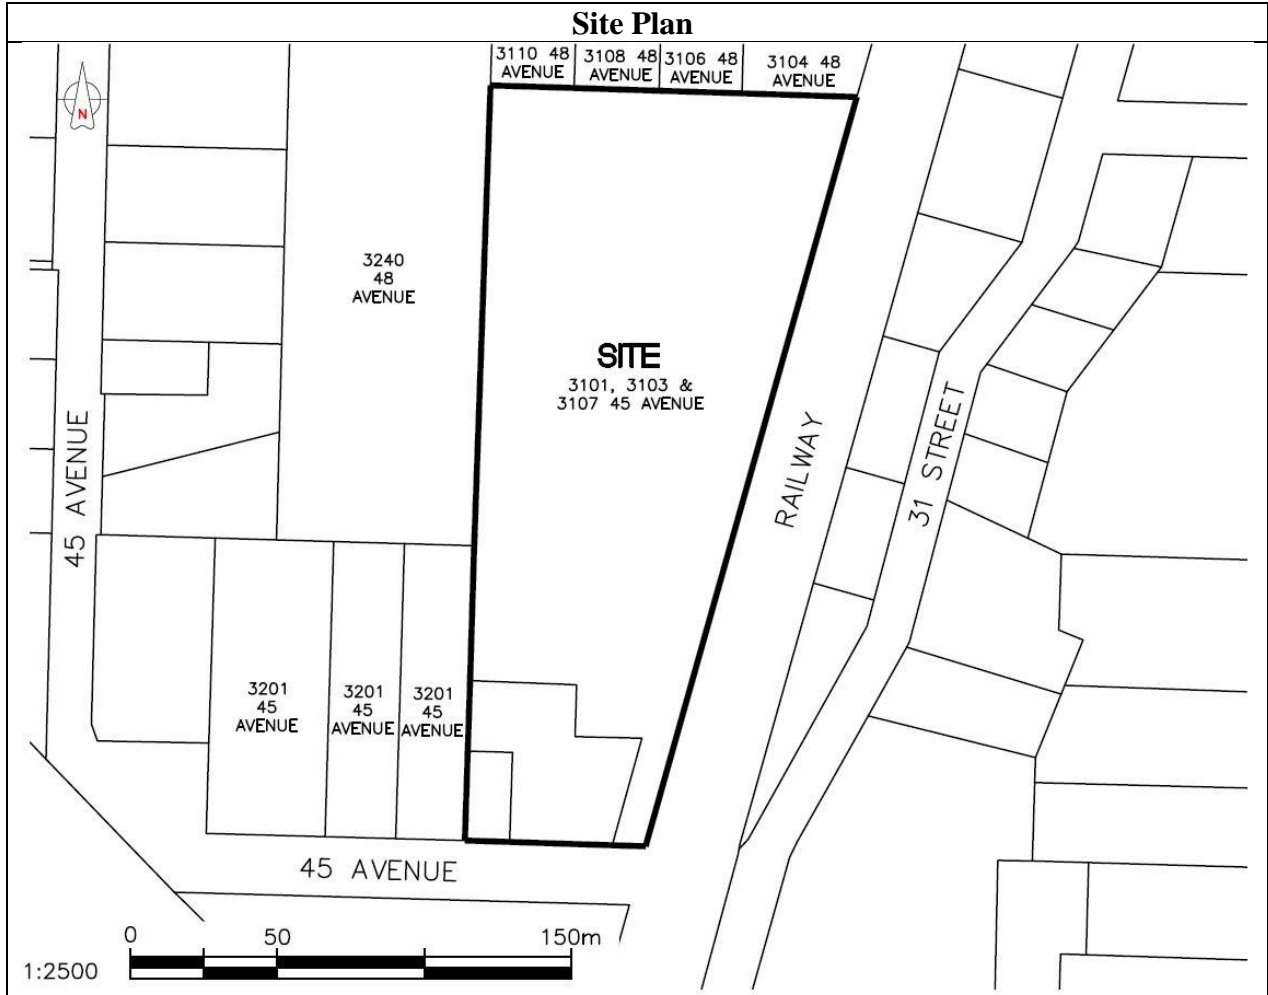 Site Plan
3110 48
AVENUE
3108 48
AVENUE
3106 48
AVENUE
3104 48
AVENUE
N
3240
48
AVENUE
SITE
3101, 3103 &
3107 45 AVENUE
45 AVENUE
RAILWAY
31 STREET
3201
45
AVENUE
3201
45
AVENUE
3201
45
AVENUE
45 AVENUE
0 50 150m
1:2500